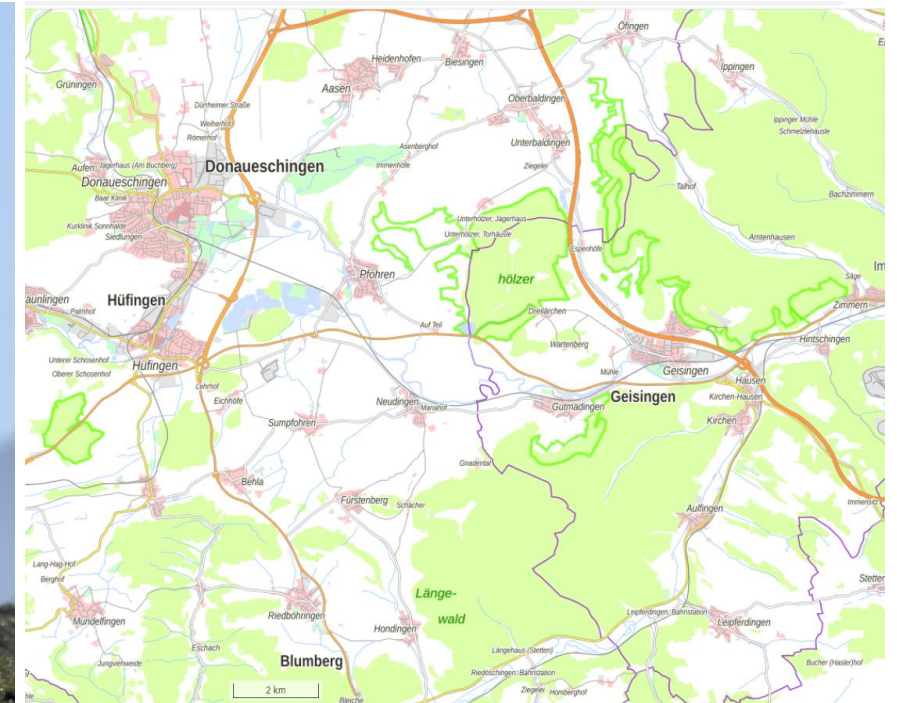 Öfingen
Heidenhofen
Biesingen
Ippingen
Grüningen
Aasen
Oberbaldingen
Dürrheimer Straße
Weiherhof
Römerhof
Ippinger Mühle
Schmelzlehäusle
Asenberghof
Unterbaldingen
Aufen
Jägerhaus (Am Buchberg)
Donaueschingen
Immenhöfe
Ziegelei
Donaueschingen
Talhof
Baar Klinik
Bachzimmern
Unterhölzer, Jägerhaus
Kurklinik Sonnhalde
Siedlungen
Unterhölzer, Torhäusle
Amtenhausen
Espenhöfe
Im
Pfohren
hölzer
Säge
äunlingen
Hüfingen
Zimmern
Palmhof
Dreilärchen
Auf Teil
Hintschingen
Wartenberg
Unterer Schosenhof
Hüfingen
Oberer Schosenhof
Mühle
Geisingen
Lehrhof
Hausen
Eichhöfe
Neudingen
Mariahof
Gutmadingen
Geisingen
Kirchen-Hausen
Sumpfohren
Kirchen
Gnadental
Behla
Fürstenberg
Schächer
Immensitz
Aulfingen
Lang-Hag-Hof
Berghof
Stetten
Länge-
wald
Mundelfingen
Riedböhringen
Leipferdingen, Bahnstation
Leipferdingen
Hondingen
Eschach
Längehaus (Stetten)
Jungviehweide
Blumberg
Bucher (Hasler)hof
Riedöschingen, Bahnstation
2 km
Ziegelei
Homberghof
Bleiche